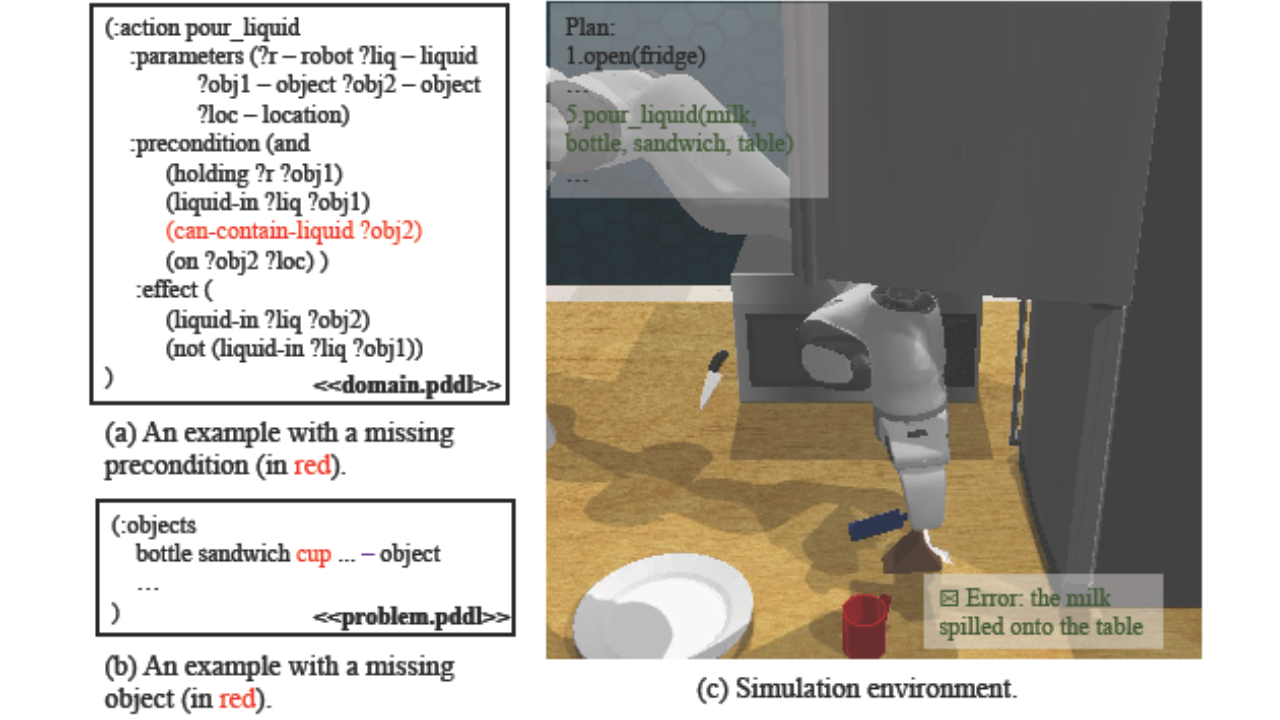 (:action pour_liquid
:parameters (?r – robot ?liq – liquid
?obj1 – object ?obj2 – object
?loc – location)
:precondition (and
(holding ?r ?obj1)
(liquid-in ?liq ?obj1)
(can-contain-liquid ?obj2)
(on ?obj2 ?loc) )
:effect (
(liquid-in ?liq ?obj2)
(not (liquid-in ?liq ?obj1))
)
<<domain.pddl>>
(a) An example with a missing
precondition (in red).
(:objects
bottle sandwich cup ... – object
...
)
<<problem.pddl>>
(b) An example with a missing
object (in red).
Plan:
1.open(fridge)
...
5.pour_liquid(milk,
bottle, sandwich, table)
...
☒ Error: the milk
spilled onto the table
(c) Simulation environment.